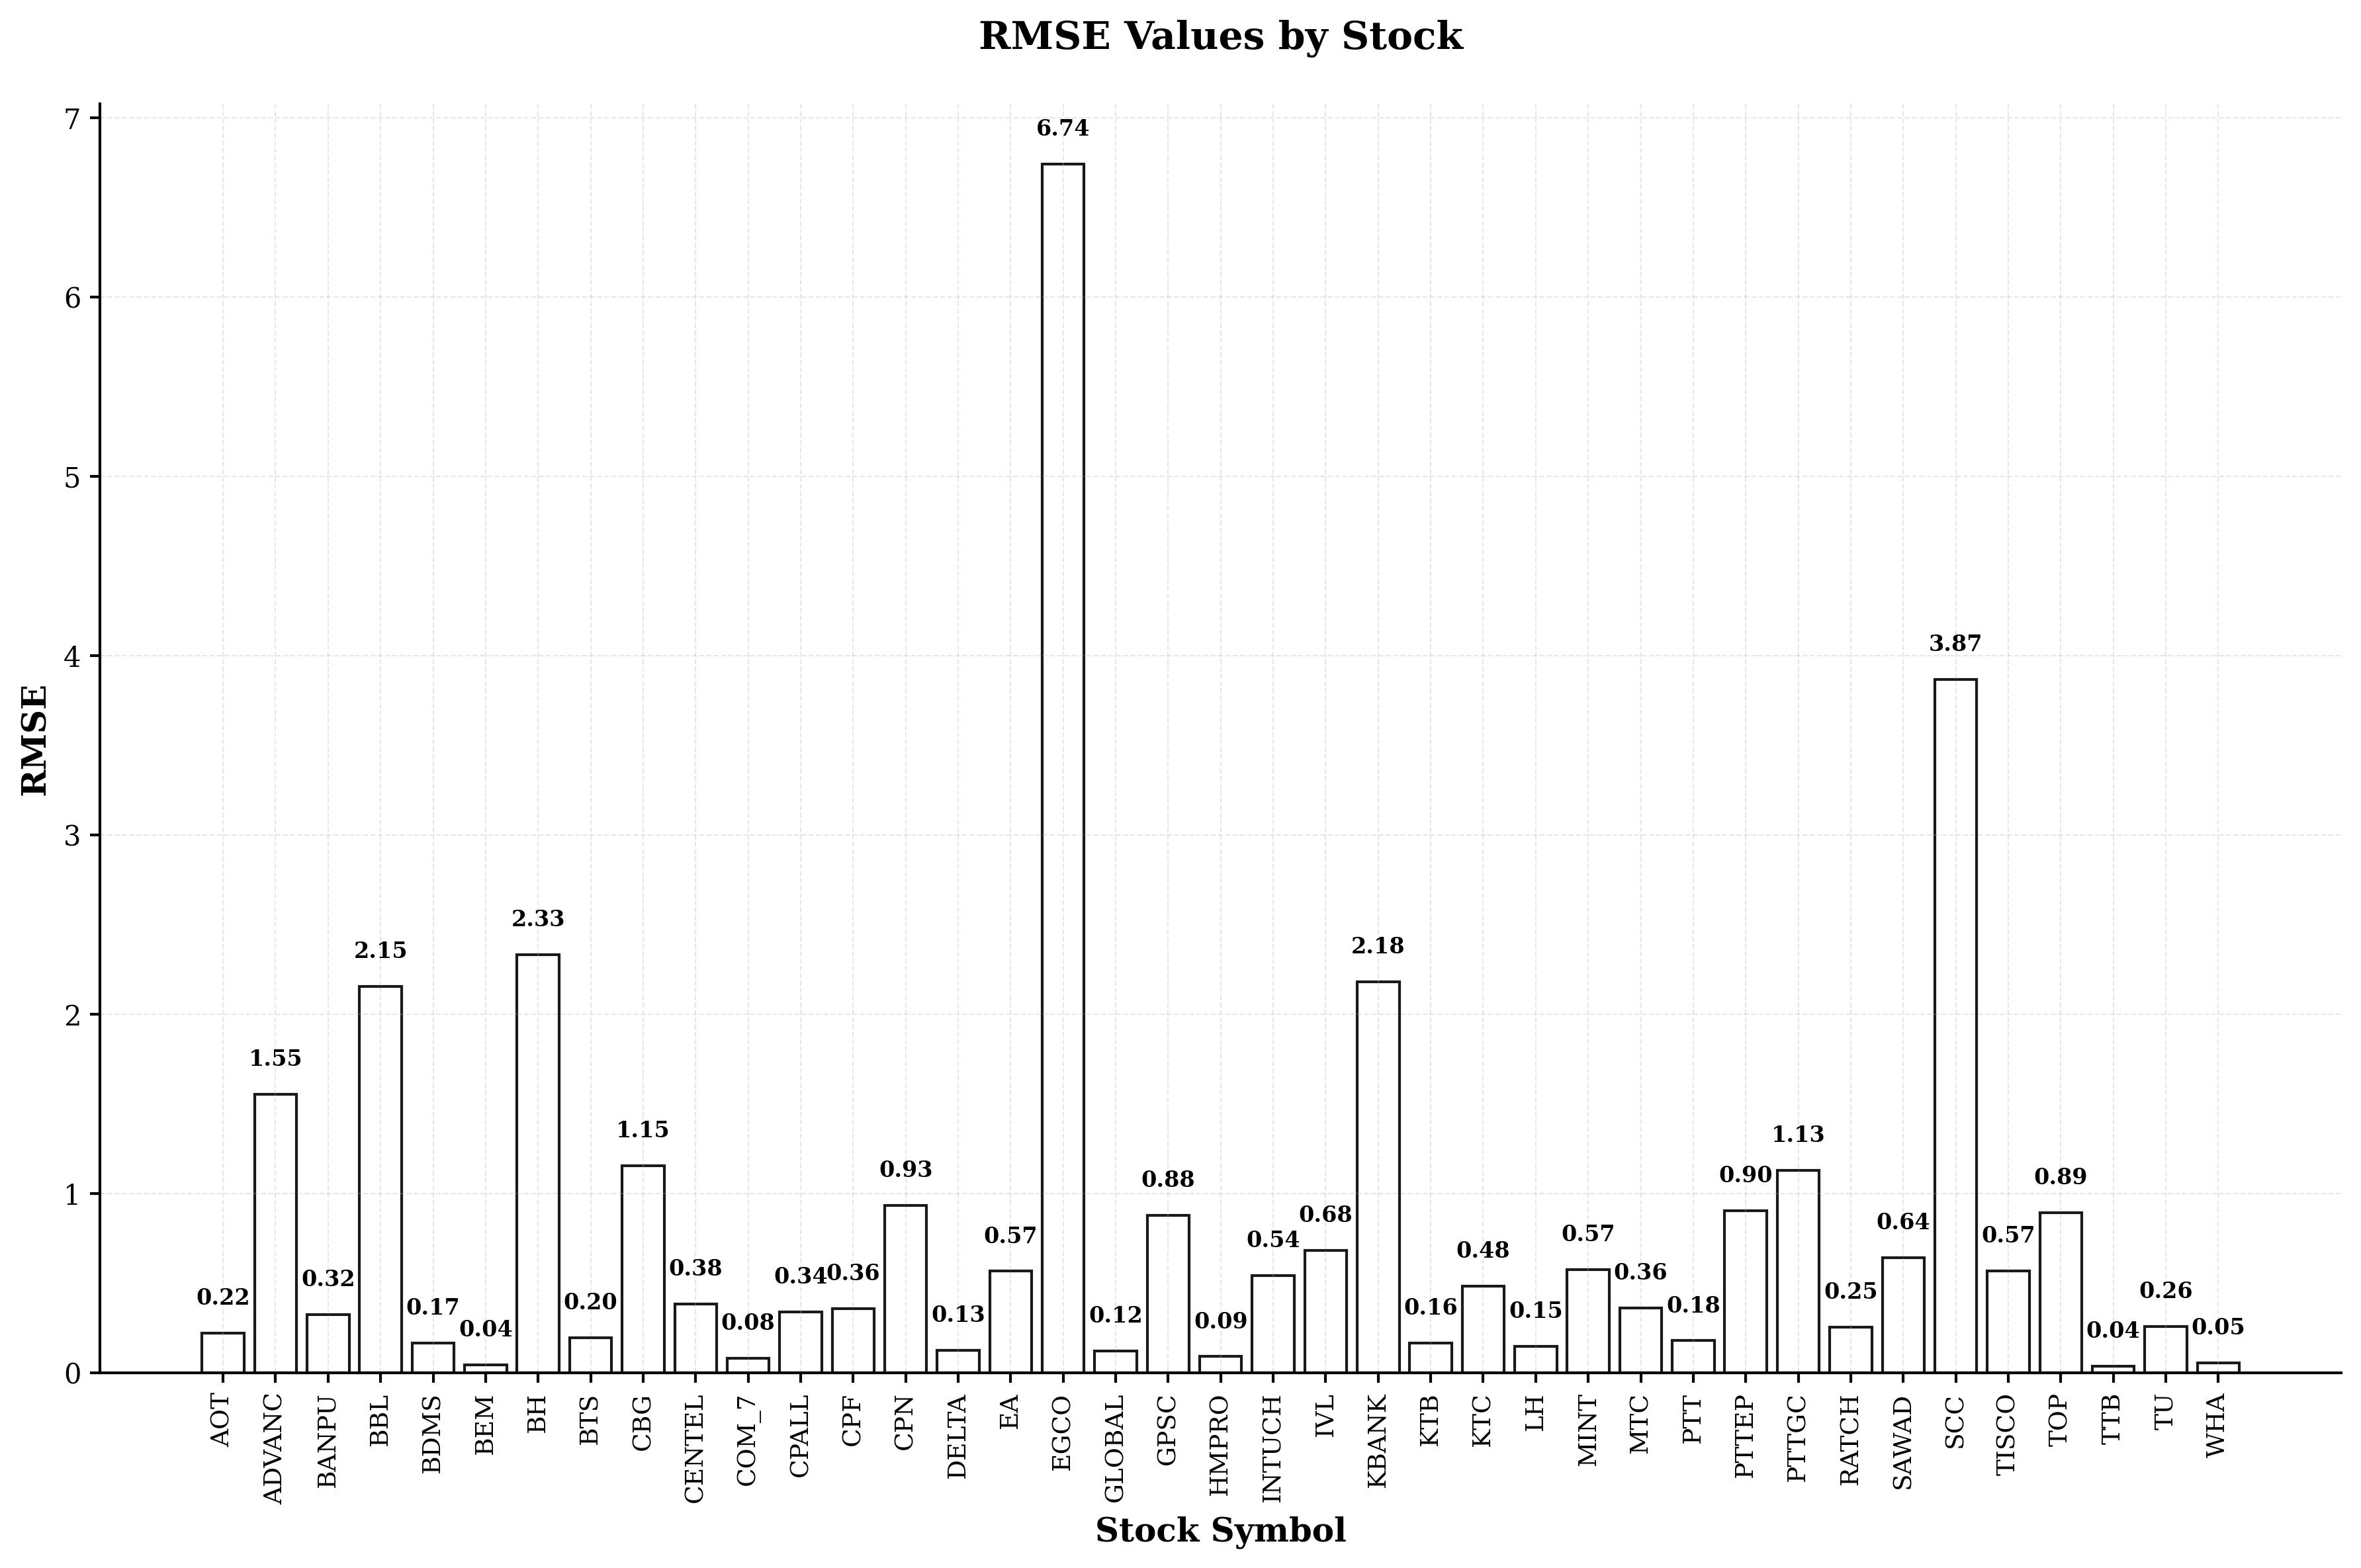 RMSE Values by Stock
RMSE
7
6
5
4
3
2
1
0
0.22
1.55
0.32
2.15
0.17
0.04
2.33
0.20
1.15
0.38
0.08
0.34
0.36
0.93
0.13
0.57
6.74
0.12
0.88
0.09
0.54
0.68
2.18
0.16
0.48
0.15
0.57
0.36
0.18
0.90
1.13
0.25
0.64
3.87
0.57
0.89
0.04
0.26
0.05
AOT
ADVANC
BANPU
BBL
BDMS
BEM
BH
BTS
CBG
CENTEL
COM_7
CPALL
CPF
CPN
DELTA
EA
EGCO
GLOBAL
GPSC
HMPRO
INTUCH
IVL
KBANK
KTB
KTC
LH
MINT
MTC
PTT
PTTEP
PTTGC
RATCH
SAWAD
SCC
TISCO
TOP
TTB
TU
WHA
Stock Symbol